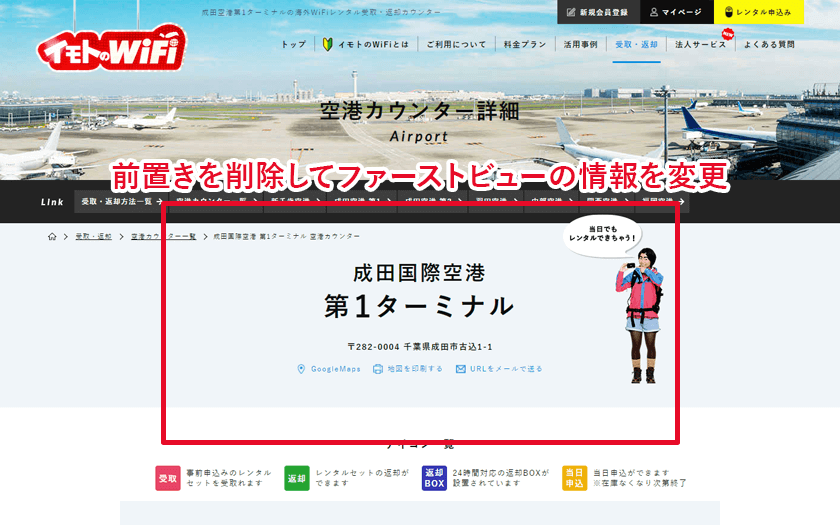 成田空港第1ターミナルの海外WiFiレンタル受取・返却カウンター
新規会員登録
マイページ
レンタル申込み
イモトのWiFi
トップ
イモトのWiFiとは
ご利用について
料金プラン
活用事例
受取・返却
法人サービス
NEW
よくある質問
空港カウンター詳細
Airport
前置きを削除してファーストビューの情報を変更
Link
受取・返却方法一覧
空港カウンター一覧
受取・返却
空港カウンター一覧
成田国際空港 第1ターミナル 空港カウンター
当日でも
レンタルできちゃう!
成田国際空港
第1ターミナル
〒282-0004 千葉県成田市古込1-1
GoogleMaps
地図を印刷する
URLをメールで送る
アイコン一覧
受取
事前申込みのレンタル
セットを受取れます
返却
レンタルセットの返却が
できます
返却
BOX
24時間対応の返却BOXが
設置されています
当日
申込
当日申込ができます
※在庫なくなり次第終了